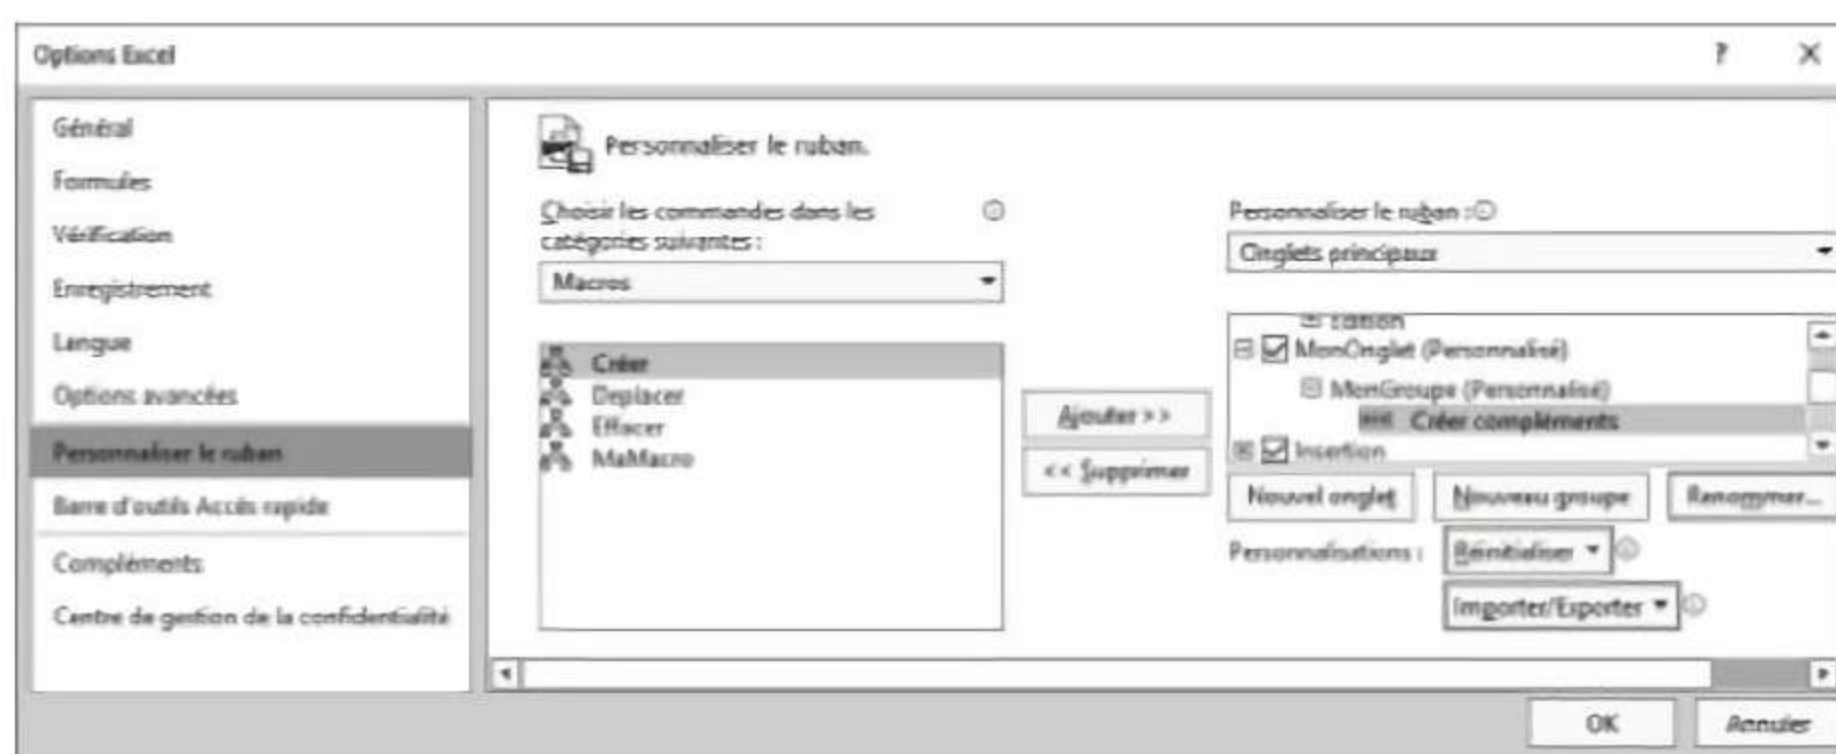 Options Excel
?
Général
Formules
Vérification
Enregistrement
Langue
Options avancées
Personnaliser le ruban
Barre d'outils Accès rapide
Compléments
Centre de gestion de la confidentialité
Personnaliser le ruban.
Choisir les commandes dans les
catégories suivantes :
Macros
Créer
Deplacer
Effacer
MaMacro
Ajouter >>
<< Supprimer
Personnaliser le ruban :
Onglets principaux
Edition
MonOnglet (Personnalisé)
MonGroupe (Personnalisé)
Créer compléments
Insertion
Nouvel onglet
Nouveau groupe
Renommer...
Personnalisations :
Réinitialiser
Importer/Exporter
OK
Annuler